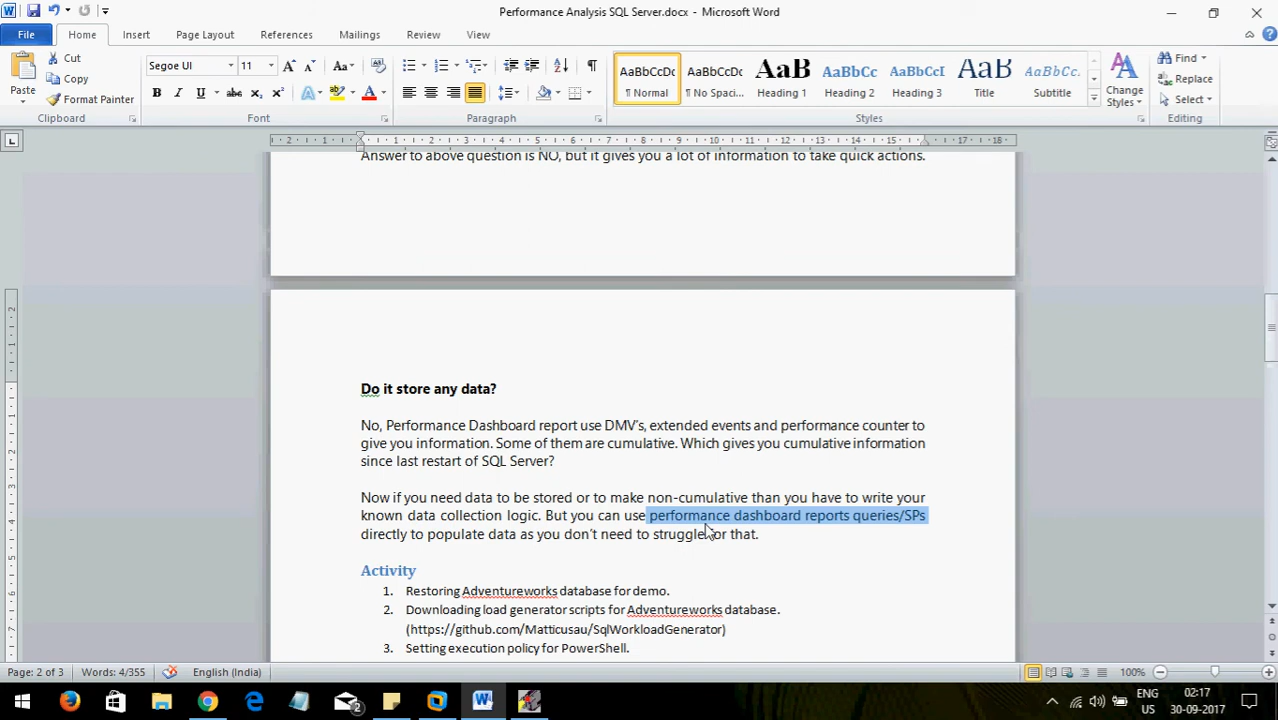 Performance Analysis SQL Server.docx - Microsoft Word
File Home Insert Page Layout References Mailings Review View
Paste
Cut
Copy
Format Painter
Clipboard
Segoe UI 11
Font
Paragraph
AaBbCcDc AaBbCcDc AaB AaBbCc AaBbCcI AaB AaBbCc.
¶ Normal ¶ No Spaci... Heading 1 Heading 2 Heading 3 Title Subtitle
Change Styles
Styles
Find
Replace
Select
Editing
Answer to above question is NO, but it gives you a lot of information to take quick actions.
Do it store any data?
No, Performance Dashboard report use DMV's, extended events and performance counter to
give you information. Some of them are cumulative. Which gives you cumulative information
since last restart of SQL Server?
Now if you need data to be stored or to make non-cumulative than you have to write your
known data collection logic. But you can use performance dashboard reports queries/SPs
directly to populate data as you don't need to struggle for that.
Activity
1. Restoring Adventureworks database for demo.
2. Downloading load generator scripts for Adventureworks database.
(https://github.com/Matticusau/SqlWorkloadGenerator)
3. Setting execution policy for PowerShell.
Page: 2 of 3 Words: 4/355 English (India) 100%
ENG 02:17
US 30-09-2017